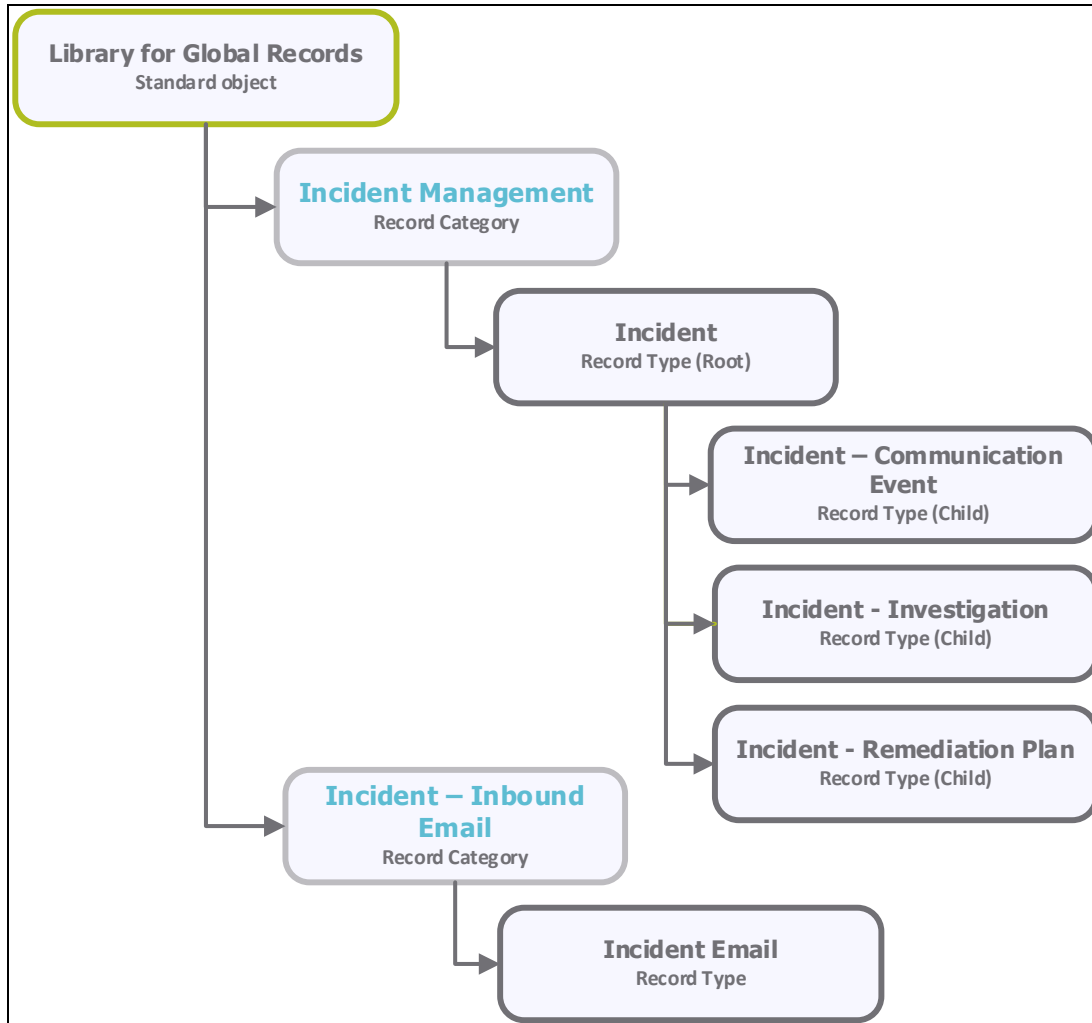 Library for Global Records
Standard object
Incident Management
Record Category
Incident
Record Type (Root)
Incident – Communication
Event
Record Type (Child)
Incident - Investigation
Record Type (Child)
Incident - Remediation Plan
Record Type (Child)
Incident – Inbound
Email
Record Category
Incident Email
Record Type